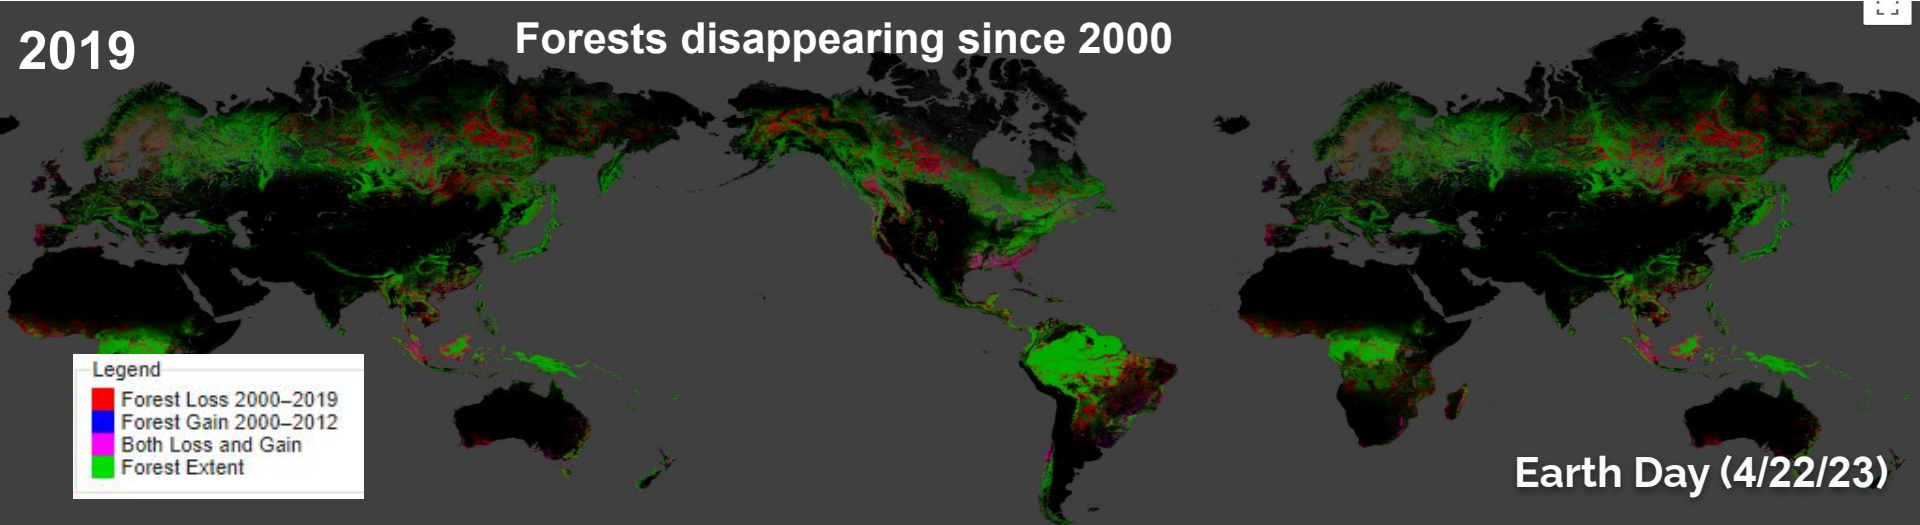 2019
Forests disappearing since 2000
Legend
Forest Loss 2000–2019
Forest Gain 2000–2012
Both Loss and Gain
Forest Extent
Earth Day (4/22/23)